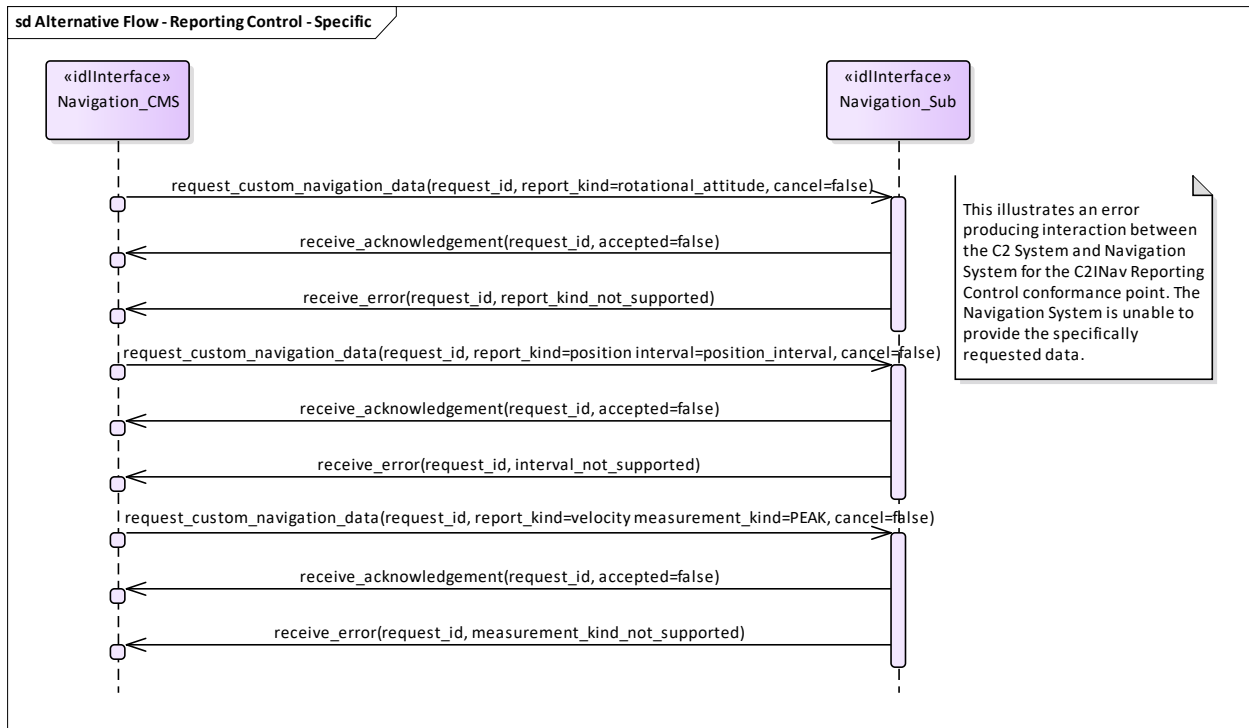 sd Alternative Flow - Reporting Control - Specific
«idlInterface»
Navigation_CMS
«idlInterface»
Navigation_Sub
request_custom_navigation_data(request_id, report_kind=rotational_attitude, cancel=false)
receive_acknowledgement(request_id, accepted=false)
receive_error(request_id, report_kind_not_supported)
request_custom_navigation_data(request_id, report_kind=position interval=position_interval, cancel=false)
receive_acknowledgement(request_id, accepted=false)
receive_error(request_id, interval_not_supported)
request_custom_navigation_data(request_id, report_kind=velocity measurement_kind=PEAK, cancel=false)
receive_acknowledgement(request_id, accepted=false)
receive_error(request_id, measurement_kind_not_supported)
This illustrates an error
producing interaction between
the C2 System and Navigation
System for the C2INav Reporting
Control conformance point. The
Navigation System is unable to
provide the specifically
requested data.